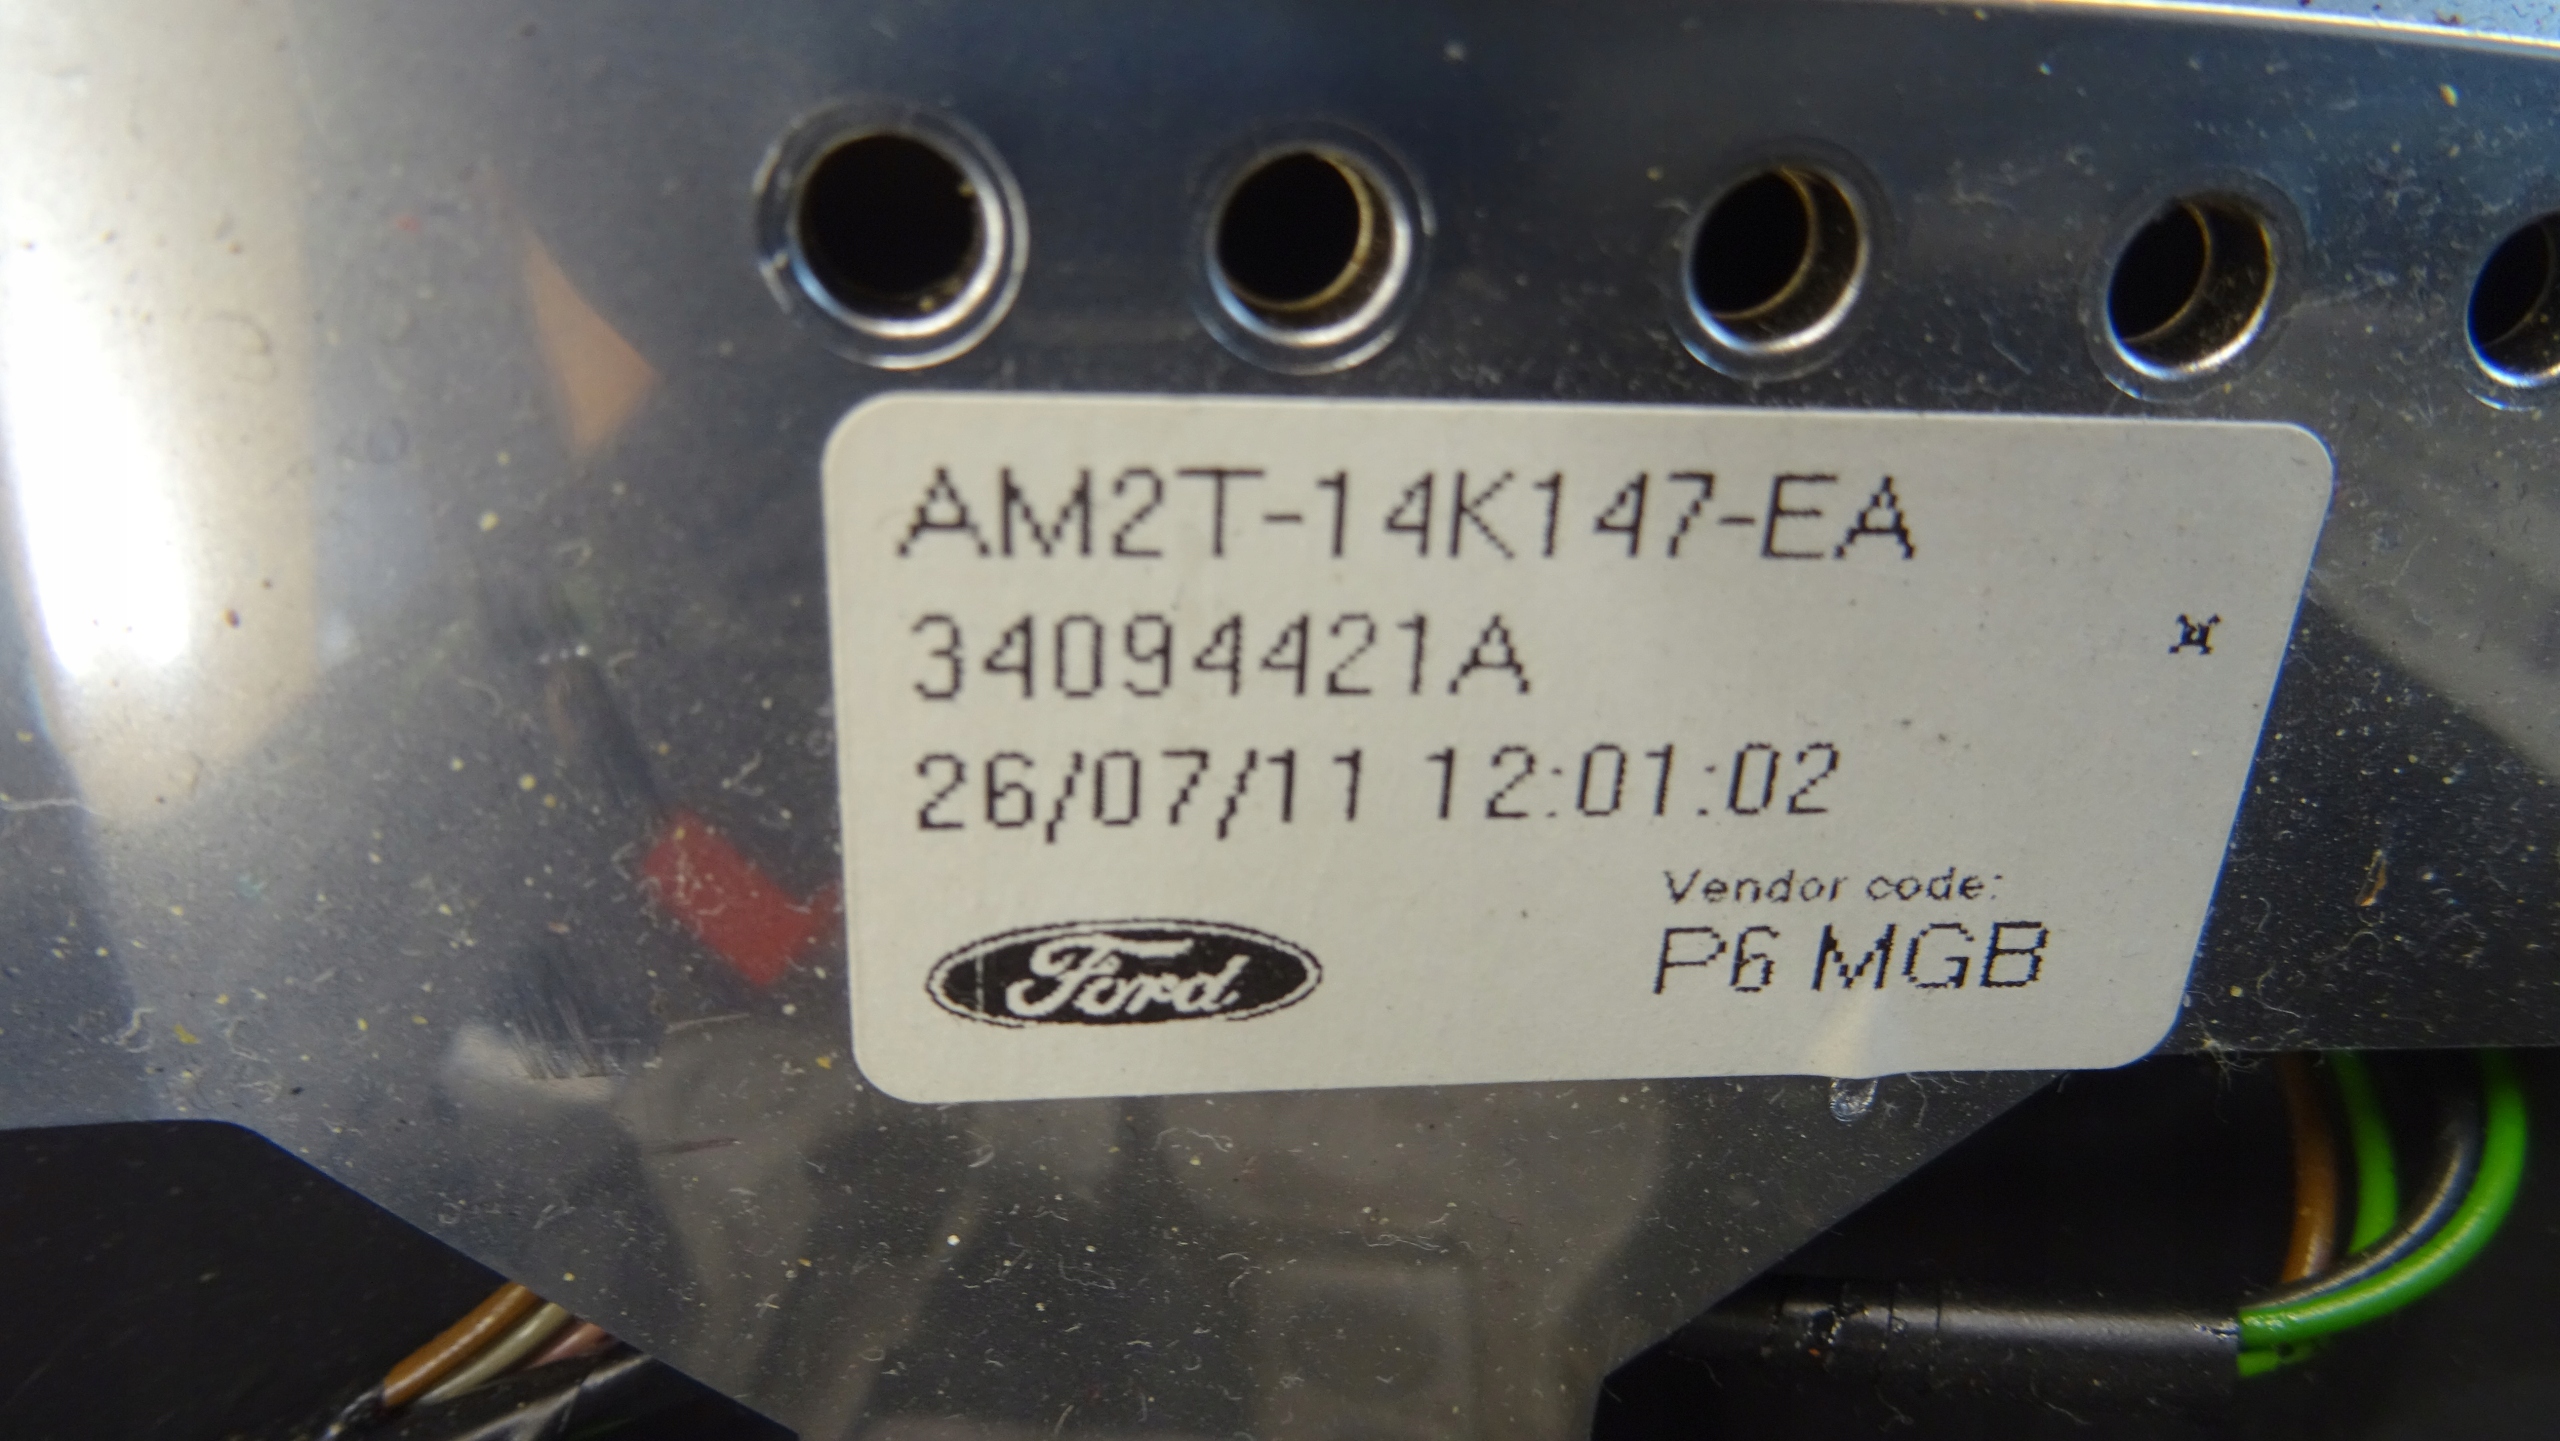 AM2T-14K147-EA
34094421A
26/07/11 12:01:02
Vendor code:
Ford P6 MGB